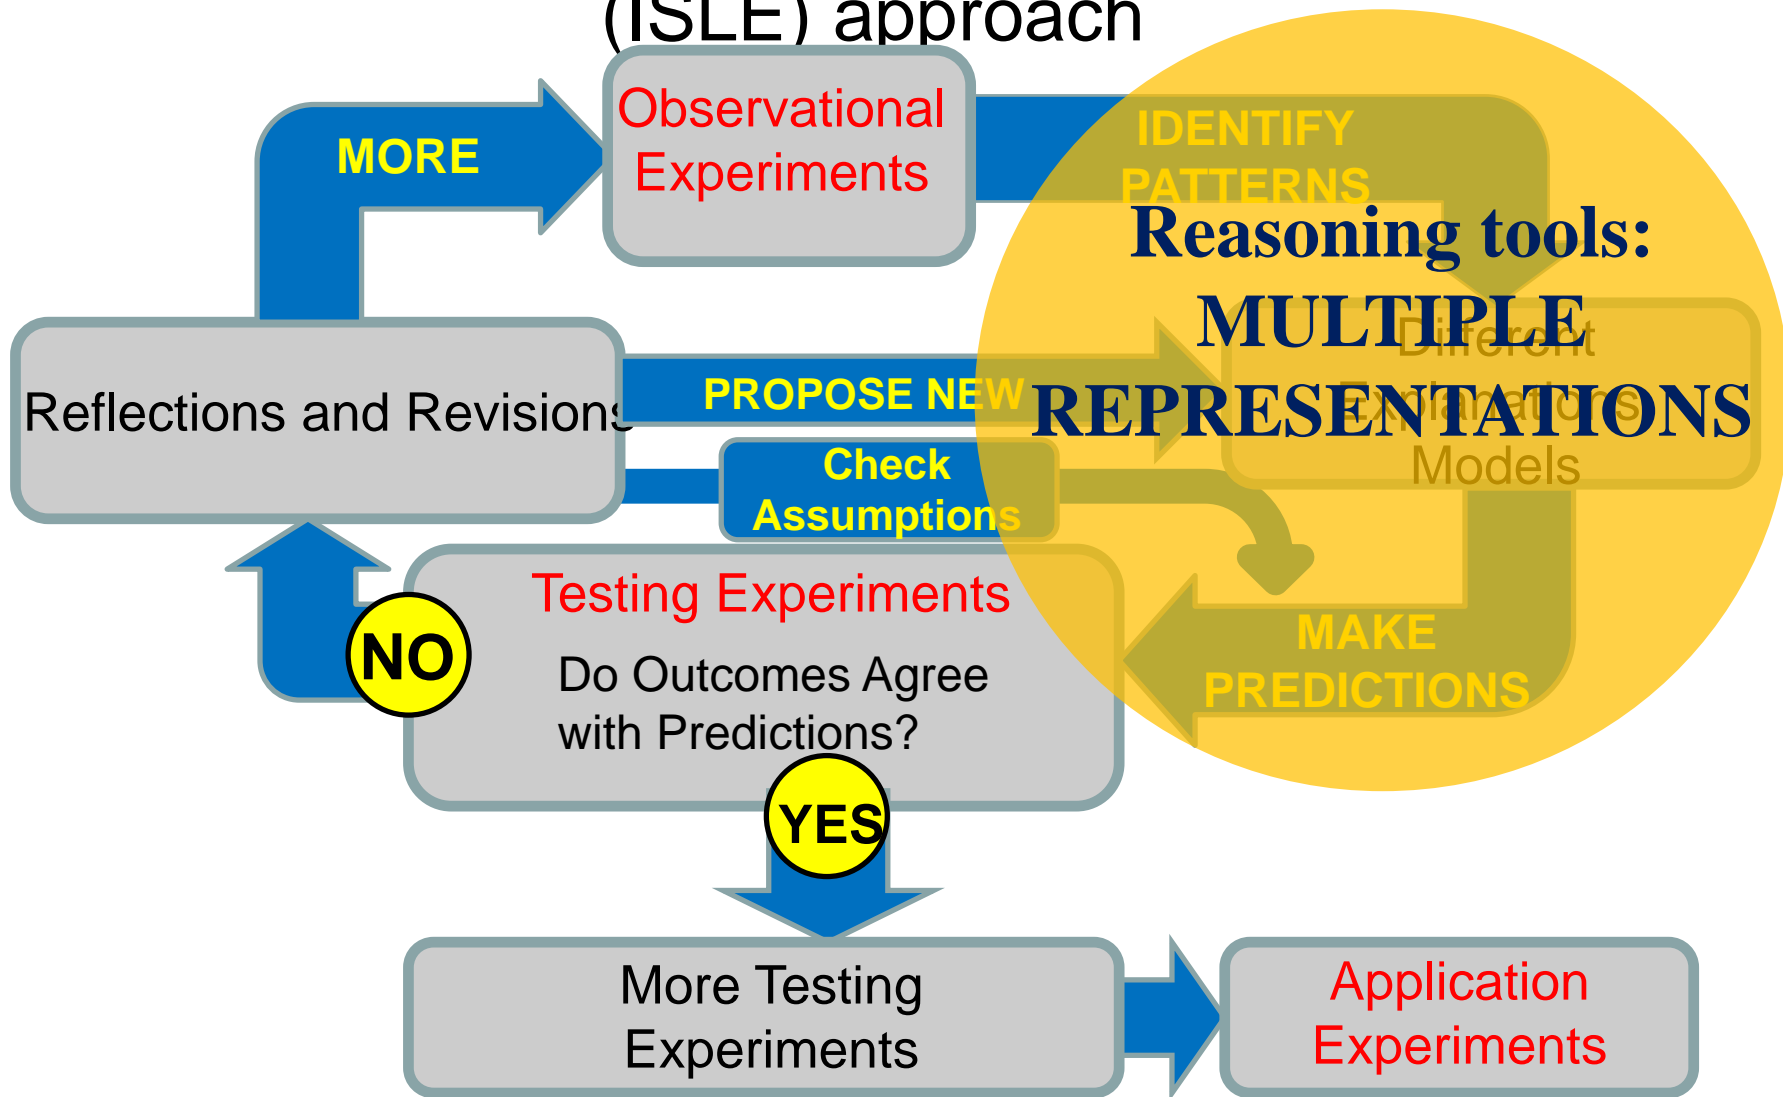 (ISLE) approach
Observational
Experiments
MORE
IDENTIFY
PATTERNS
Reasoning tools:
MULTIPLE
REPRESENTATIONS
Different
Explanations
Models
Reflections and Revisions
PROPOSE NEW
Check
Assumptions
Testing Experiments
Do Outcomes Agree
with Predictions?
NO
MAKE
PREDICTIONS
YES
More Testing
Experiments
Application
Experiments